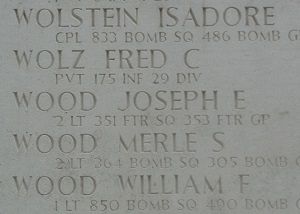 WOLSTEIN ISADORE
CPL 833 BOMB SQ 486 BOMB G
WOLZ FRED C
PVT 175 INF 29 DIV
WOOD JOSEPH E
2 LT 351 FTR SQ 353 FTR GP
WOOD MERLE S
2 LT 364 BOMB SQ 305 BOMB
WOOD WILLIAM F
1 LT 850 BOMB SQ 490 BOMB